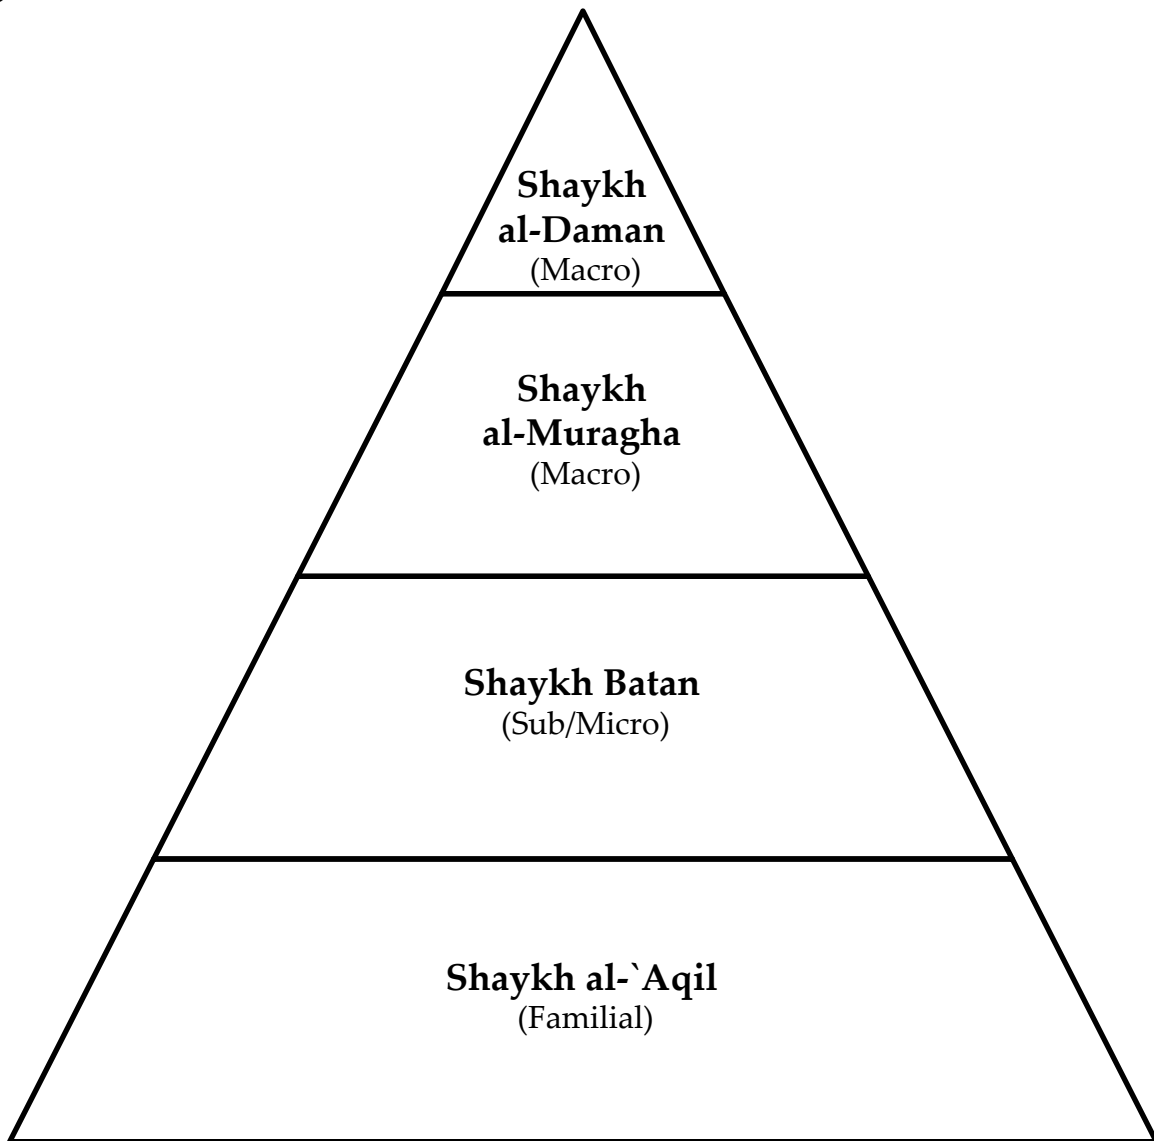 Shaykh
al-Daman
(Macro)
Shaykh
al-Muragha
(Macro)
Shaykh Batan
(Sub/Micro)
Shaykh al-`Aqil
(Familial)